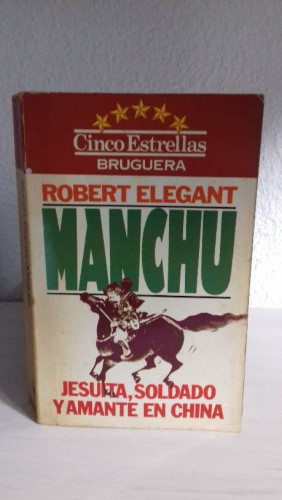 Cinco Estrellas
BRUGUERA
ROBERT ELEGANT
MANCHU
JESUITA, SOLDADO
Y AMANTE EN CHINA